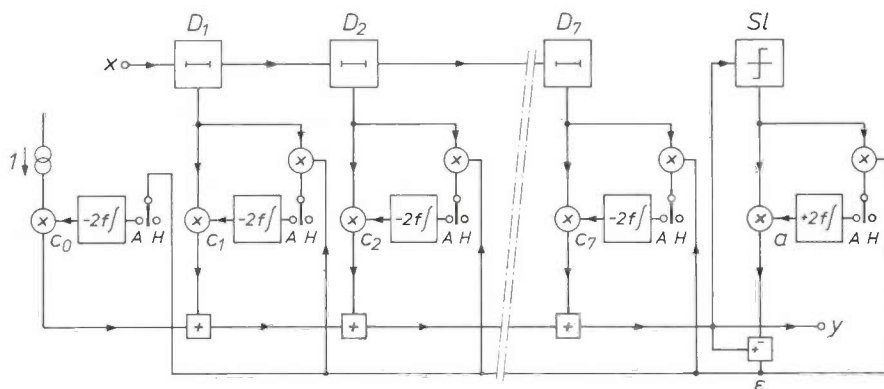 D1 D2 D7 Sl
x
1
× × × ×
× -2f∫ × -2f∫ × -2f∫ × -2f∫ × +2f∫
c0 A H c1 A H c2 A H c7 A H a A H
+ + + y
+ -
E